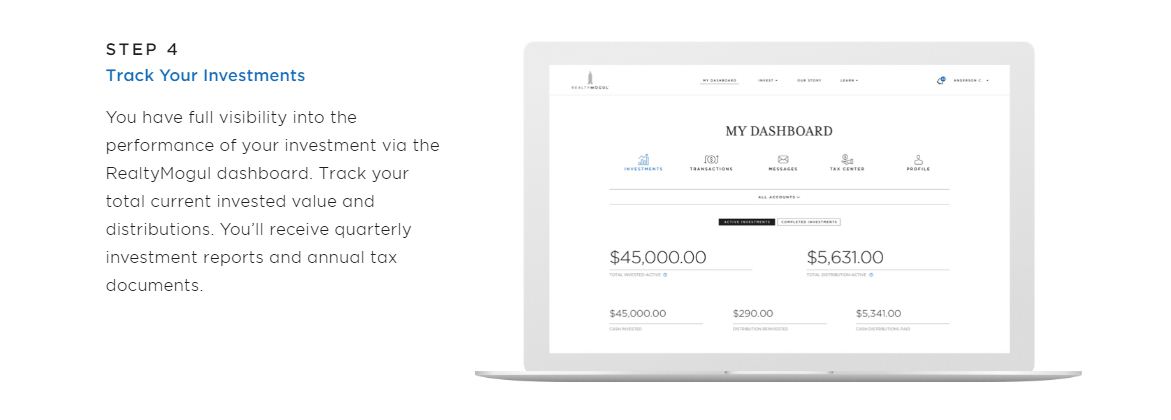 STEP 4
Track Your Investments
You have full visibility into the
performance of your investment via the
RealtyMogul dashboard. Track your
total current invested value and
distributions. You’ll receive quarterly
investment reports and annual tax
documents.
REALTYMOGUL
MY DASHBOARD INVEST OUR STORY LEARN ANDERSON C.
MY DASHBOARD
INVESTMENTS TRANSACTIONS MESSAGES TAX CENTER PROFILE
ALL ACCOUNTS
ACTIVE INVESTMENTS COMPLETED INVESTMENTS
$45,000.00 $5,631.00
TOTAL INVESTED-ACTIVE TOTAL DISTRIBUTION-ACTIVE
$45,000.00 $290.00 $5,341.00
CASH INVESTED DISTRIBUTION REINVESTED CASH DISTRIBUTIONS PAID